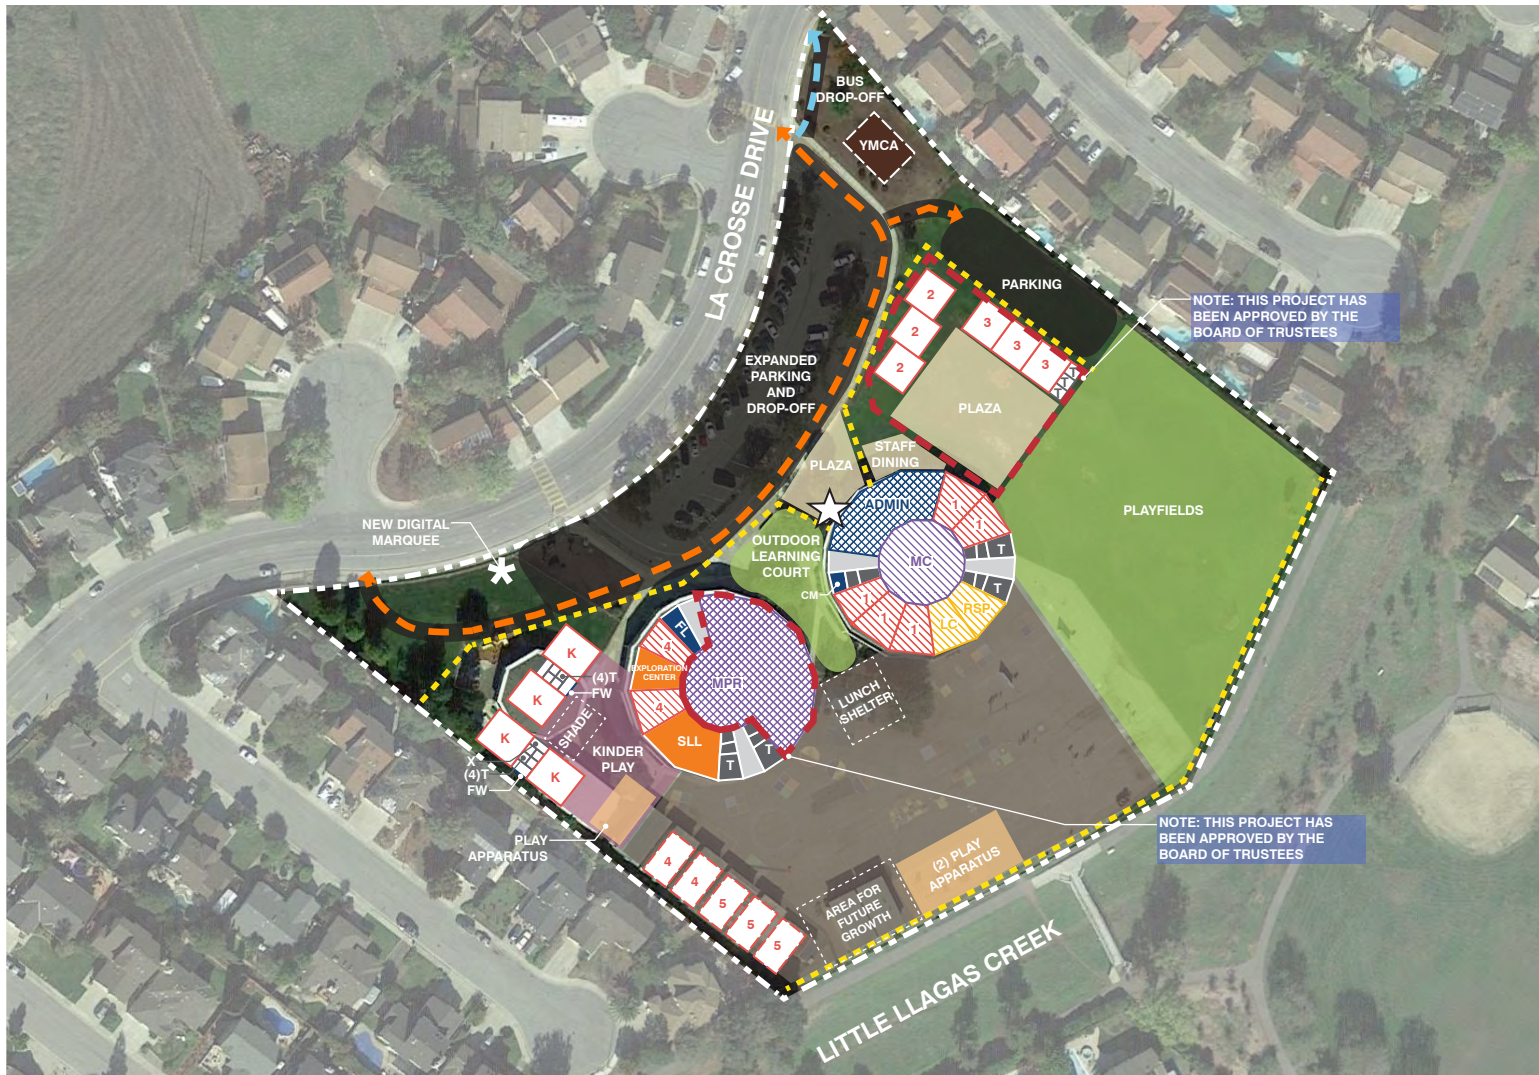 BUS
DROP-OFF
YMCA
LA CROSSE DRIVE
PARKING
NOTE: THIS PROJECT HAS
BEEN APPROVED BY THE
BOARD OF TRUSTEES
2
2
2
3
3
3
T
T
T
EXPANDED
PARKING
AND
DROP-OFF
PLAZA
STAFF
DINING
PLAZA
PLAYFIELDS
ADMIN
1
1
MC
T
T
NEW DIGITAL
MARQUEE
OUTDOOR
LEARNING
COURT
CM
1
1
1
LC
RSP
FL
4
EXPLORATION
CENTER
4
MPR
SLL
T
T
K
(4)T
FW
K
SHADE
K
X
(4)T
FW
K
KINDER
PLAY
LUNCH
SHELTER
PLAY
APPARATUS
NOTE: THIS PROJECT HAS
BEEN APPROVED BY THE
BOARD OF TRUSTEES
4
4
5
5
5
(2) PLAY
APPARATUS
AREA FOR
FUTURE
GROWTH
LITTLE LLAGAS CREEK